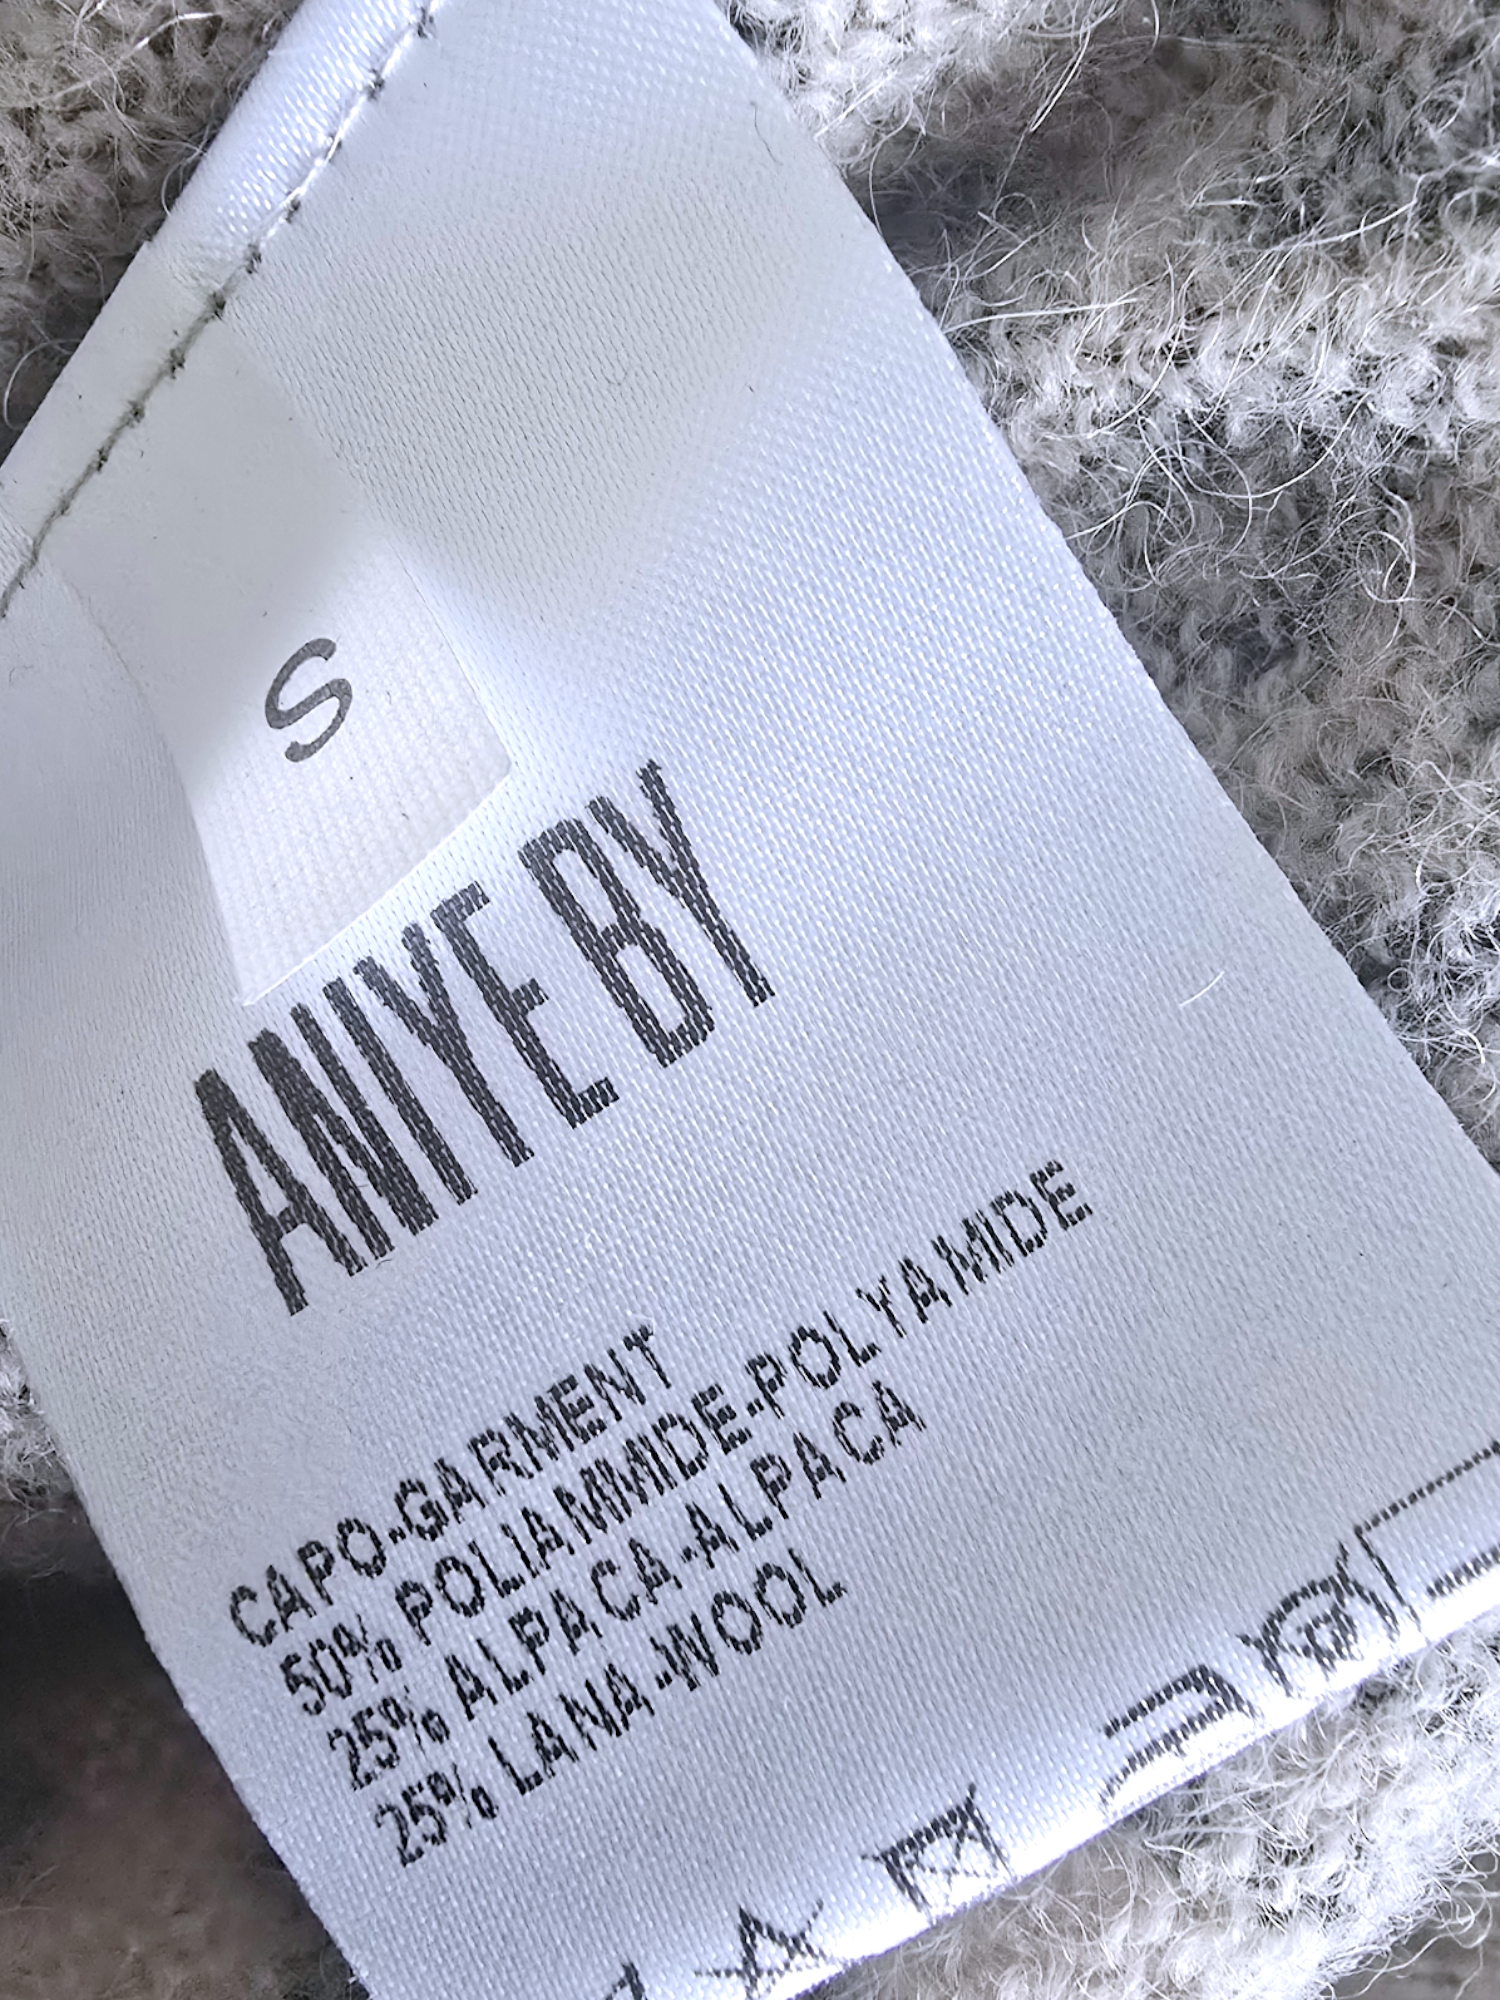 S
ANIYE BY
CAPO-GARMENT
50% POLIAMMIDE-POLYAMIDE
25% ALPACA-ALPACA
25% LANA-WOOL